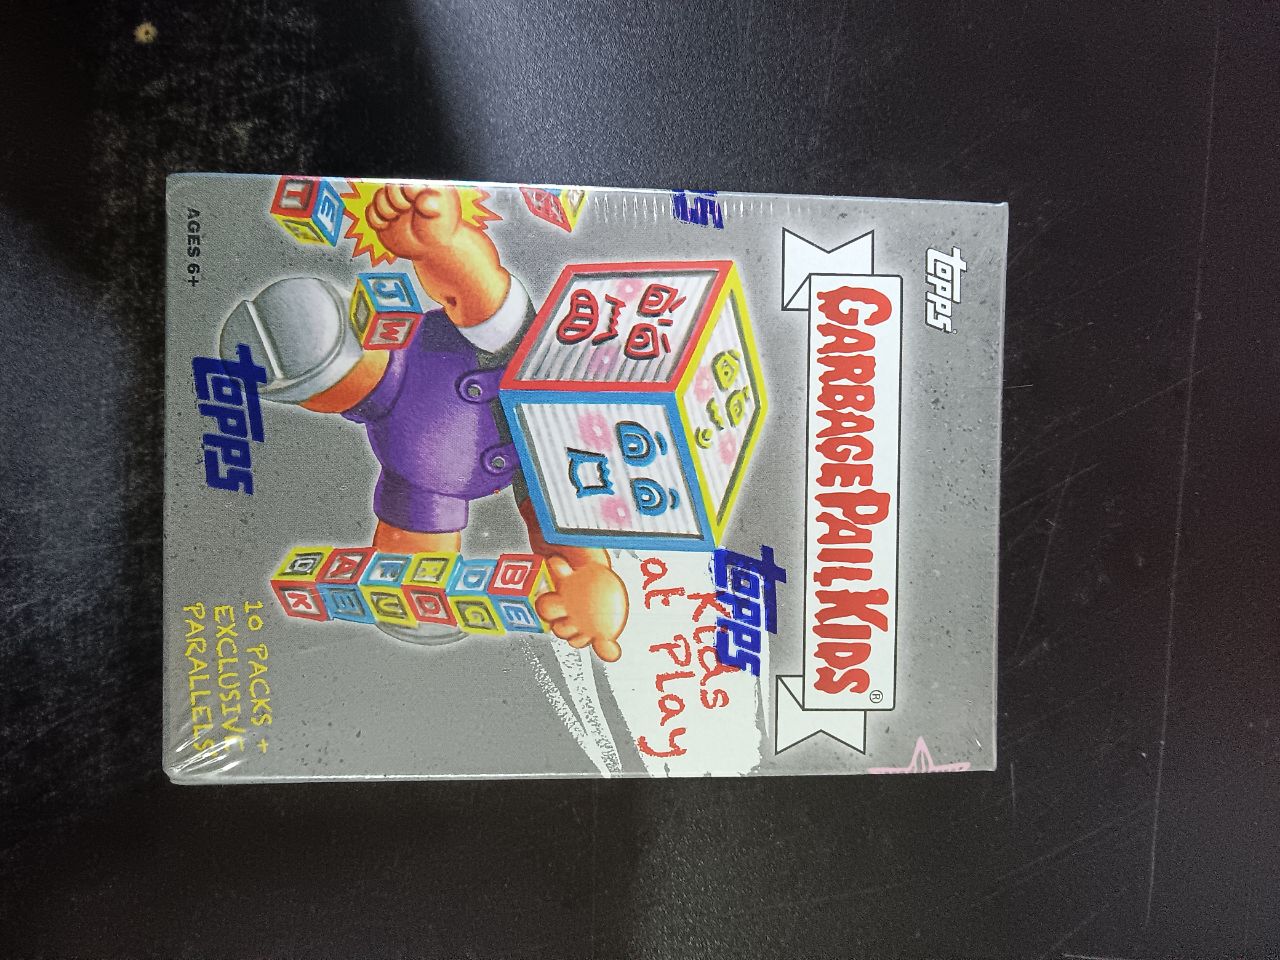 topps
GARBAGE PAIL KIDS®
topps
Kids
at Play
topps
10 PACKS +
EXCLUSIVE
PARALLELS
AGES 6+